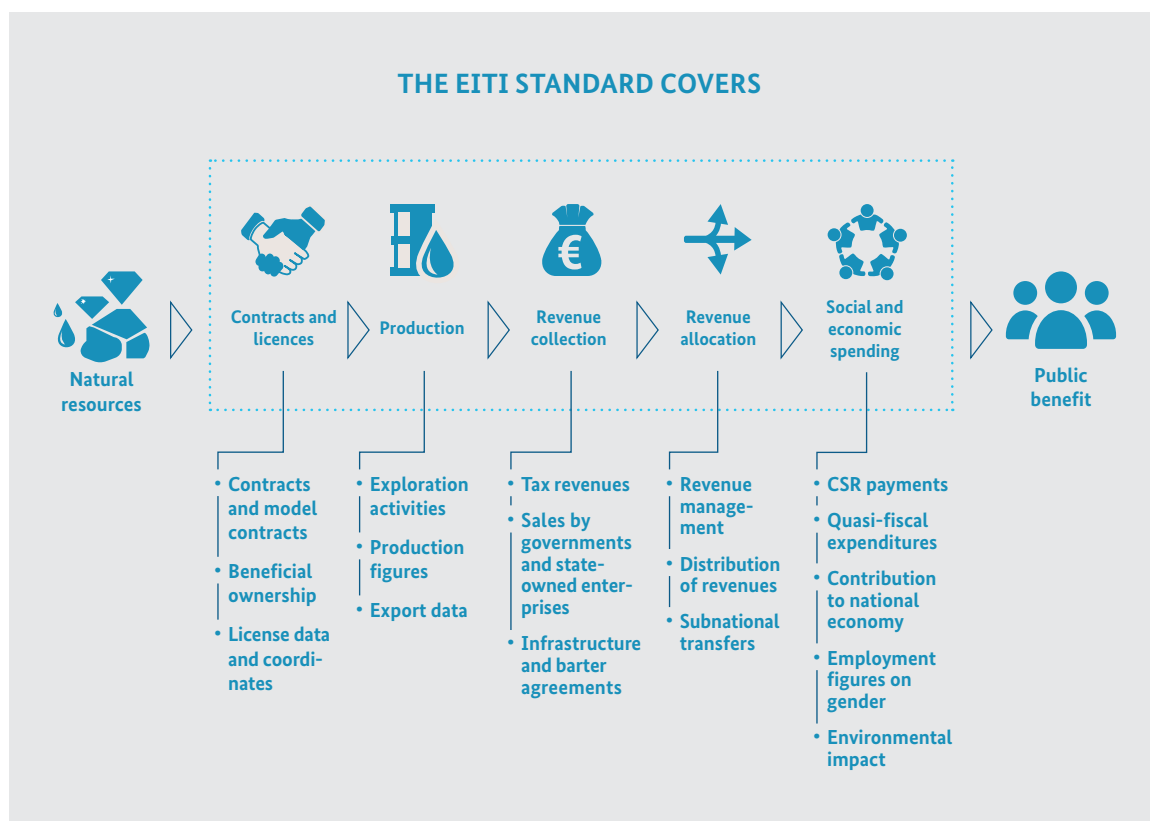 THE EITI STANDARD COVERS
Natural
resources
Contracts and
licences
Production
€
Revenue
collection
Revenue
allocation
Social and
economic
spending
Public
benefit
• Contracts
and model
contracts
• Beneficial
ownership
• License data
and coordi-
nates
• Exploration
activities
• Production
figures
• Export data
• Tax revenues
• Sales by
governments
and state-
owned enter-
prises
• Infrastructure
and barter
agreements
• Revenue
manage-
ment
• Distribution
of revenues
• Subnational
transfers
• CSR payments
• Quasi-fiscal
expenditures
• Contribution
to national
economy
• Employment
figures on
gender
• Environmental
impact